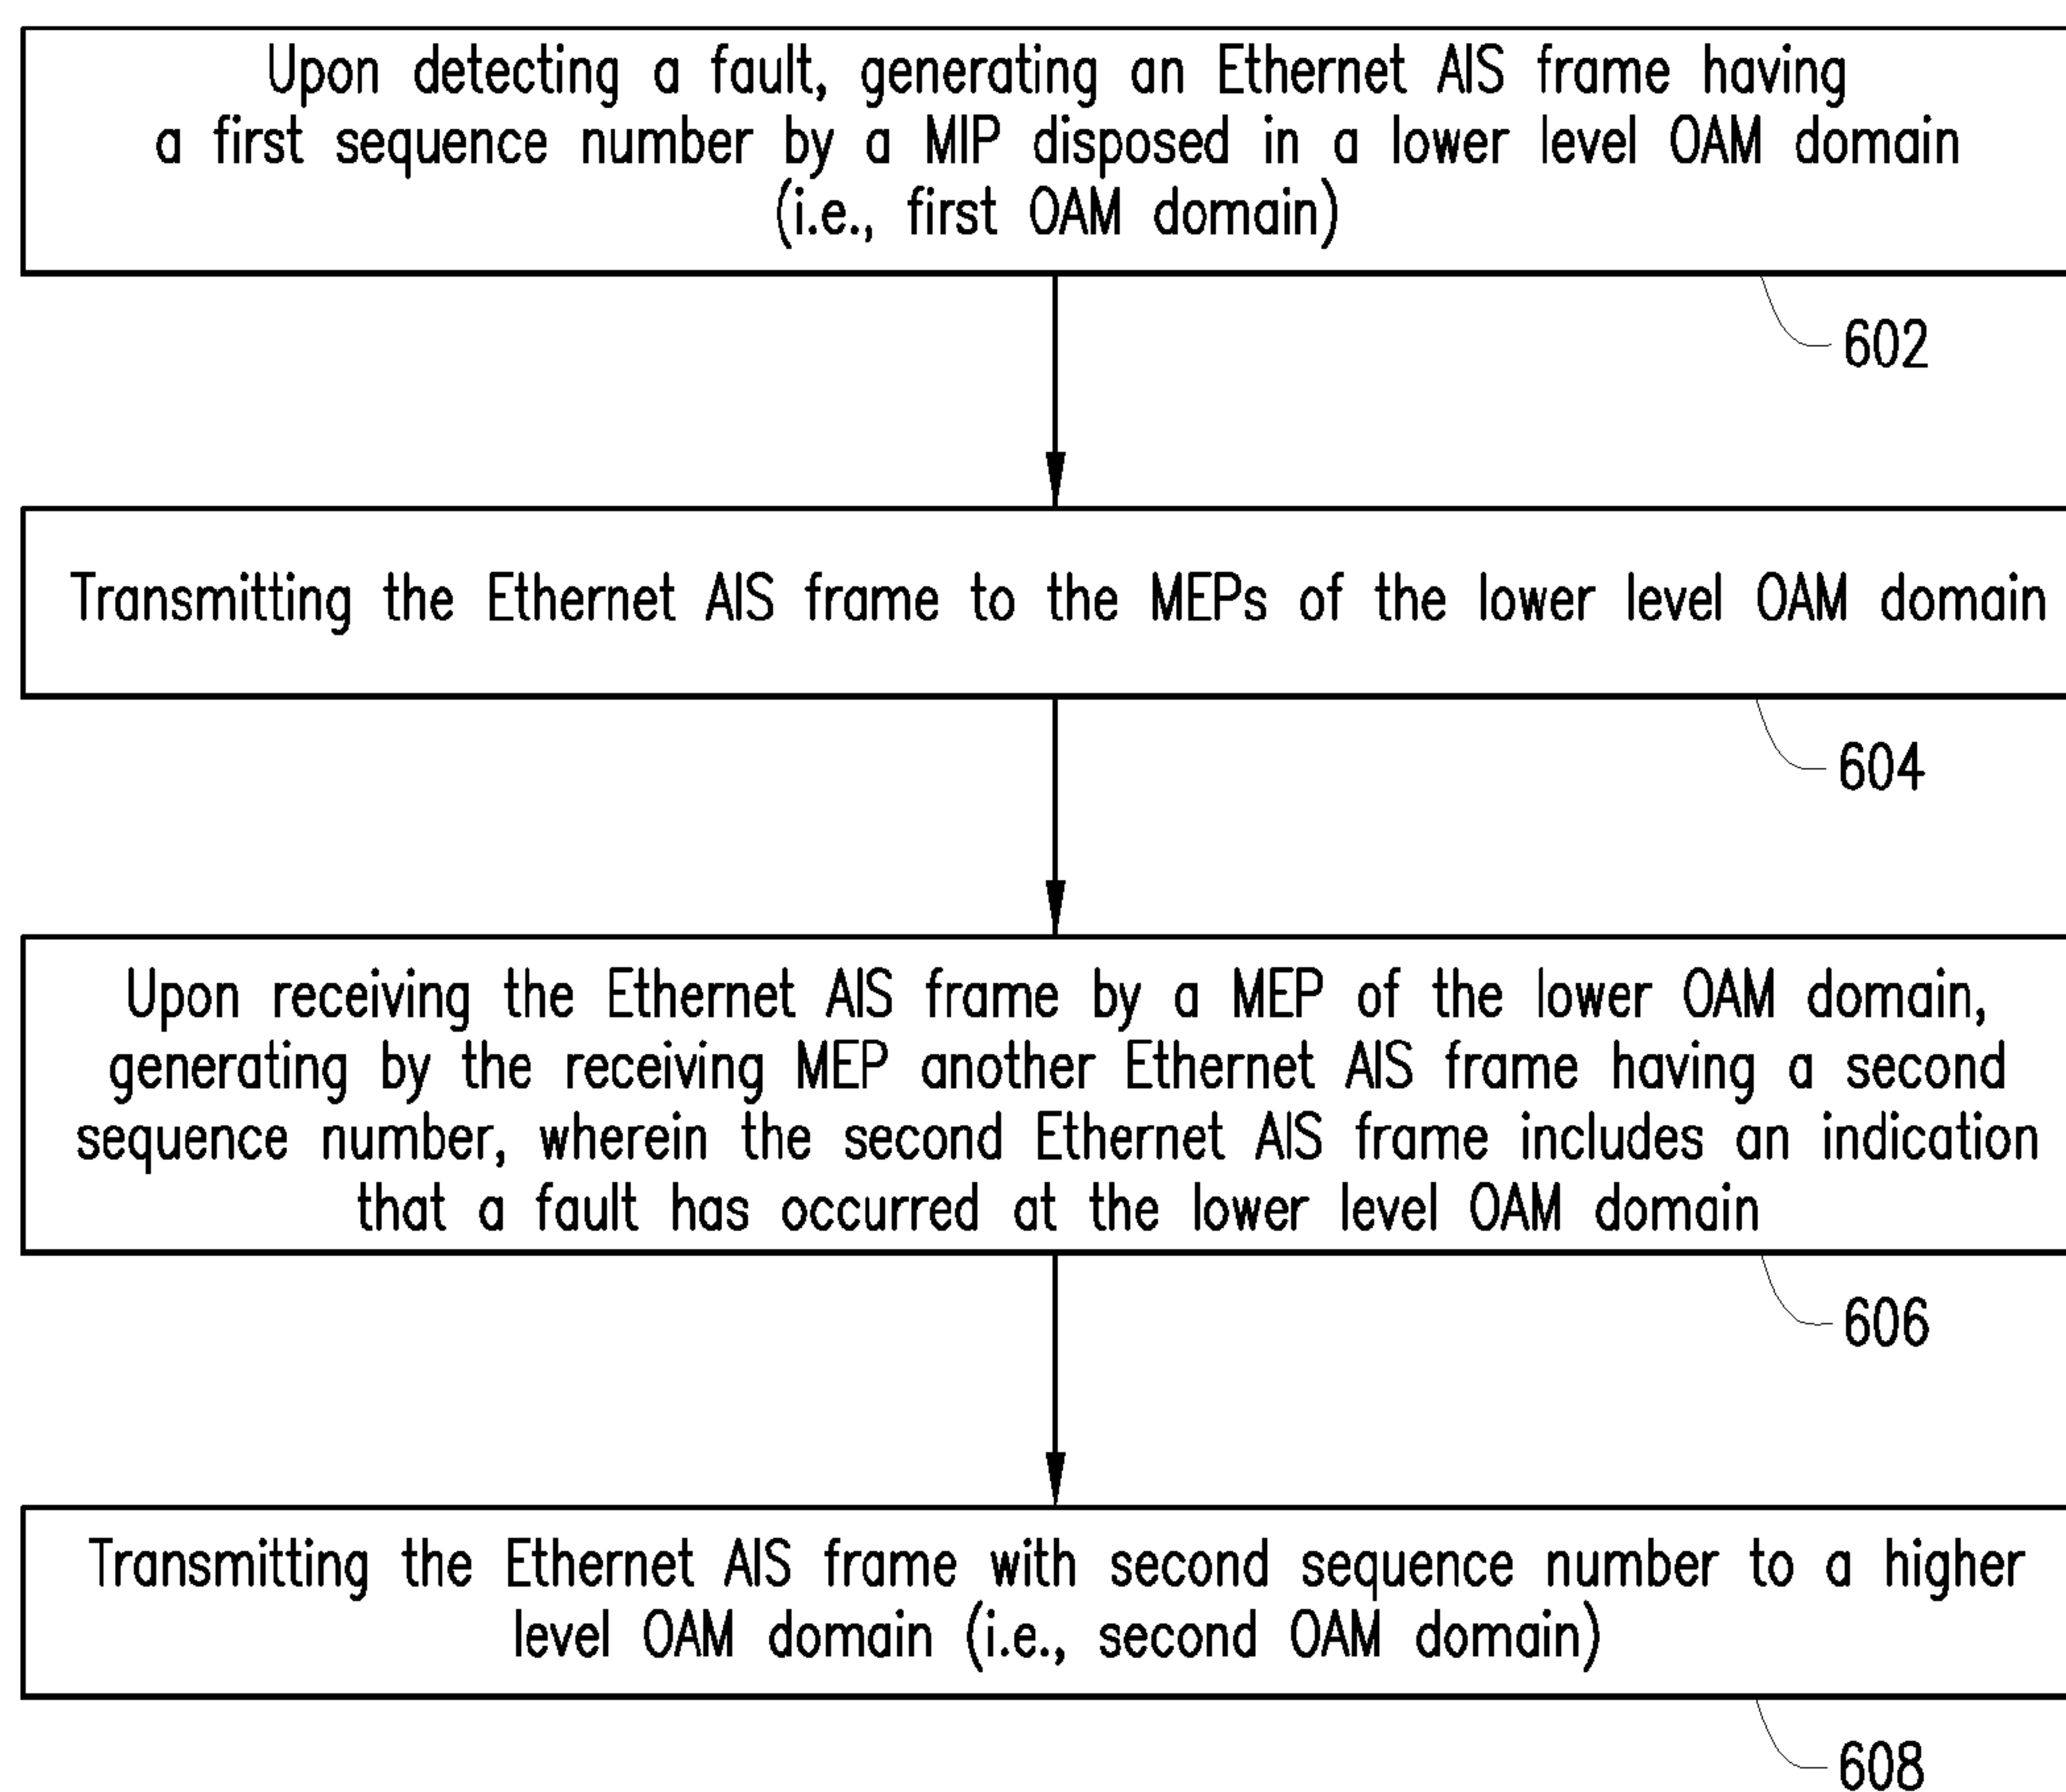 Upon detecting a fault, generating an Ethernet AIS frame having
a first sequence number by a MIP disposed in a lower level OAM domain
(i.e., first OAM domain)
602
Transmitting the Ethernet AIS frame to the MEPs of the lower level OAM domain
604
Upon receiving the Ethernet AIS frame by a MEP of the lower OAM domain,
generating by the receiving MEP another Ethernet AIS frame having a second
sequence number, wherein the second Ethernet AIS frame includes an indication
that a fault has occurred at the lower level OAM domain
606
Transmitting the Ethernet AIS frame with second sequence number to a higher
level OAM domain (i.e., second OAM domain)
608